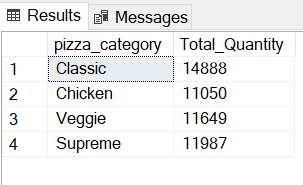 Results Messages
pizza_category Total_Quantity
1 Classic 14888
2 Chicken 11050
3 Veggie 11649
4 Supreme 11987